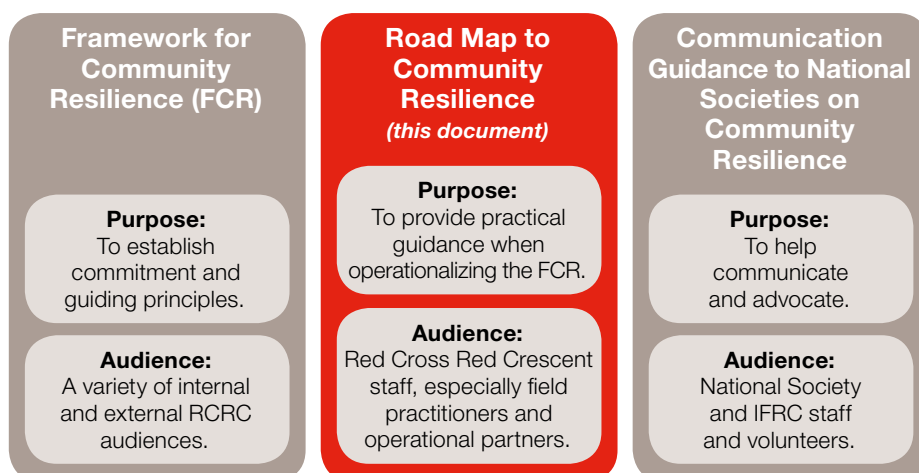 Framework for
Community
Resilience (FCR)
Purpose:
To establish
commitment and
guiding principles.
Audience:
A variety of internal
and external RCRC
audiences.
Road Map to
Community
Resilience
(this document)
Purpose:
To provide practical
guidance when
operationalizing the FCR.
Audience:
Red Cross Red Crescent
staff, especially field
practitioners and
operational partners.
Communication
Guidance to National
Societies on
Community
Resilience
Purpose:
To help
communicate
and advocate.
Audience:
National Society
and IFRC staff
and volunteers.